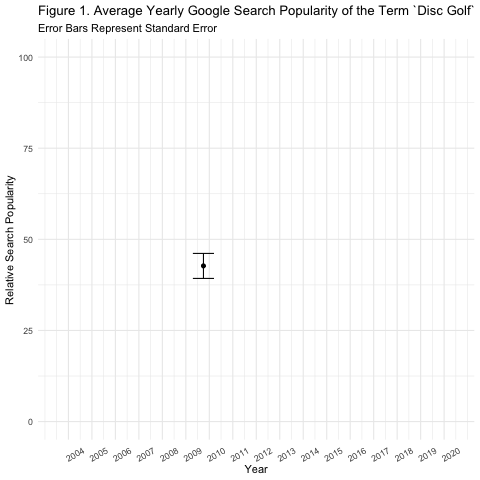 Figure 1. Average Yearly Google Search Popularity of the Term `Disc Golf`
Error Bars Represent Standard Error
100
75
50
25
0
Relative Search Popularity
2004 2005 2006 2007 2008 2009 2010 2011 2012 2013 2014 2015 2016 2017 2018 2019 2020
Year